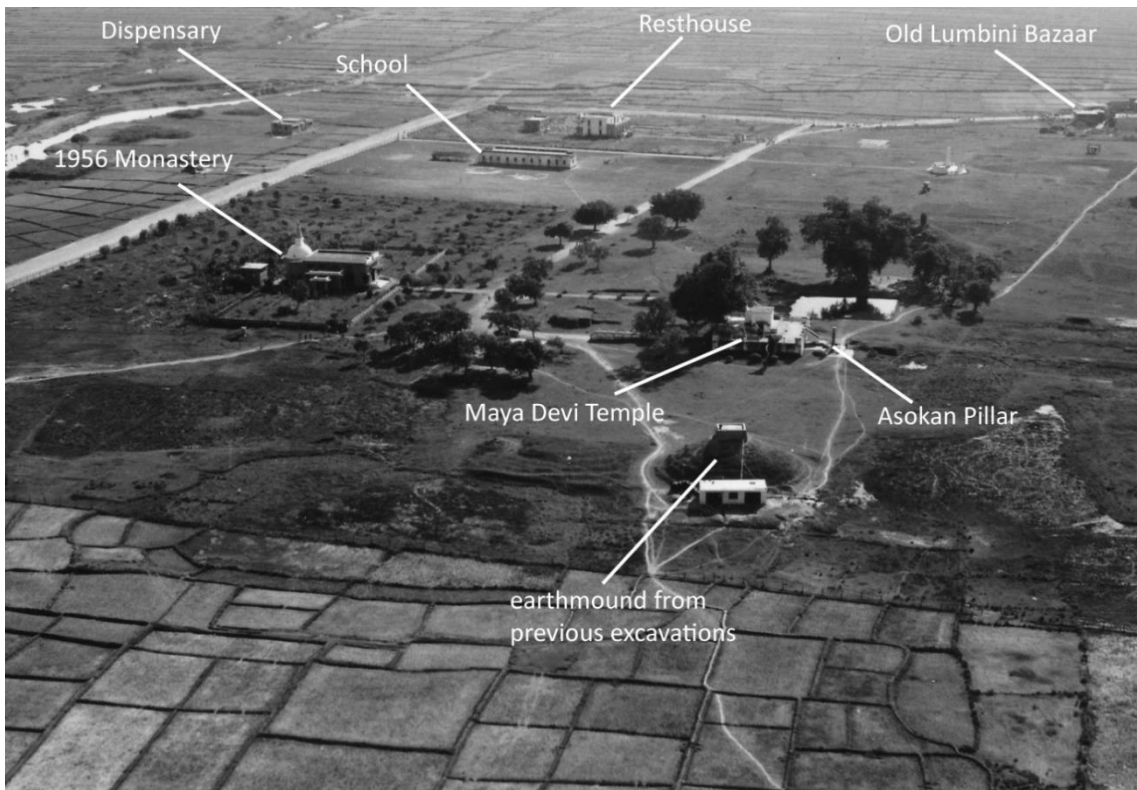 Dispensary
Resthouse
Old Lumbini Bazaar
School
1956 Monastery
Maya Devi Temple
Asokan Pillar
earthmound from
previous excavations